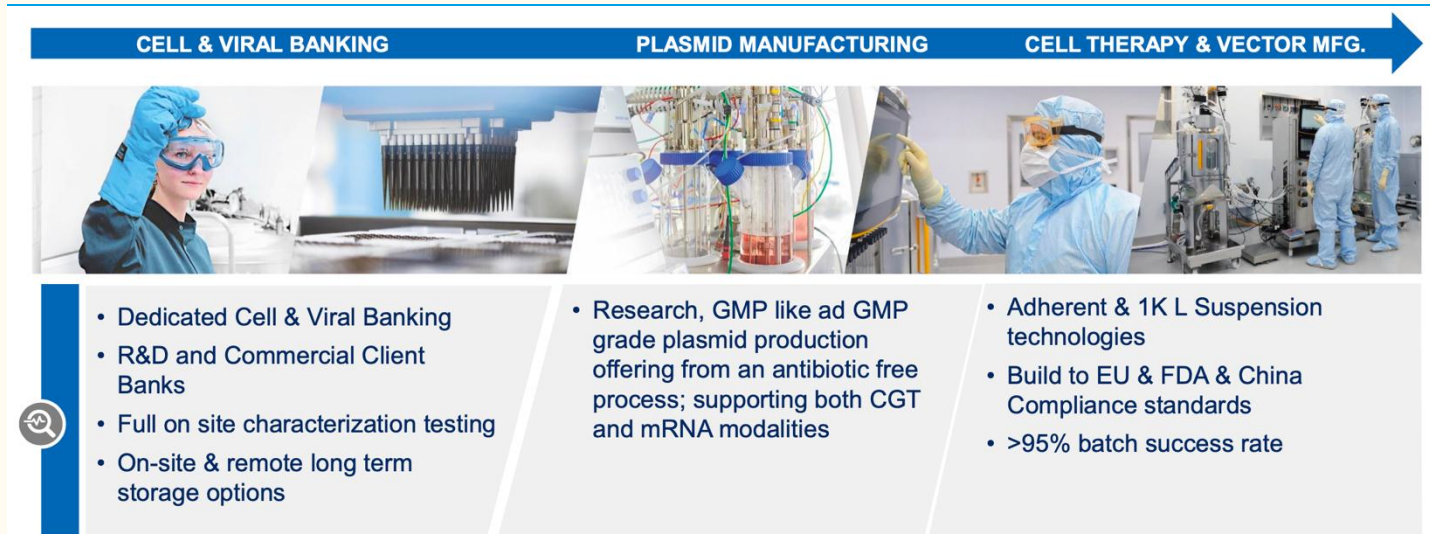 CELL & VIRAL BANKING
PLASMID MANUFACTURING
CELL THERAPY & VECTOR MFG.
• Dedicated Cell & Viral Banking
• R&D and Commercial Client
Banks
• Full on site characterization testing
• On-site & remote long term
storage options
• Research, GMP like ad GMP
grade plasmid production
offering from an antibiotic free
process; supporting both CGT
and mRNA modalities
• Adherent & 1K L Suspension
technologies
• Build to EU & FDA & China
Compliance standards
• >95% batch success rate